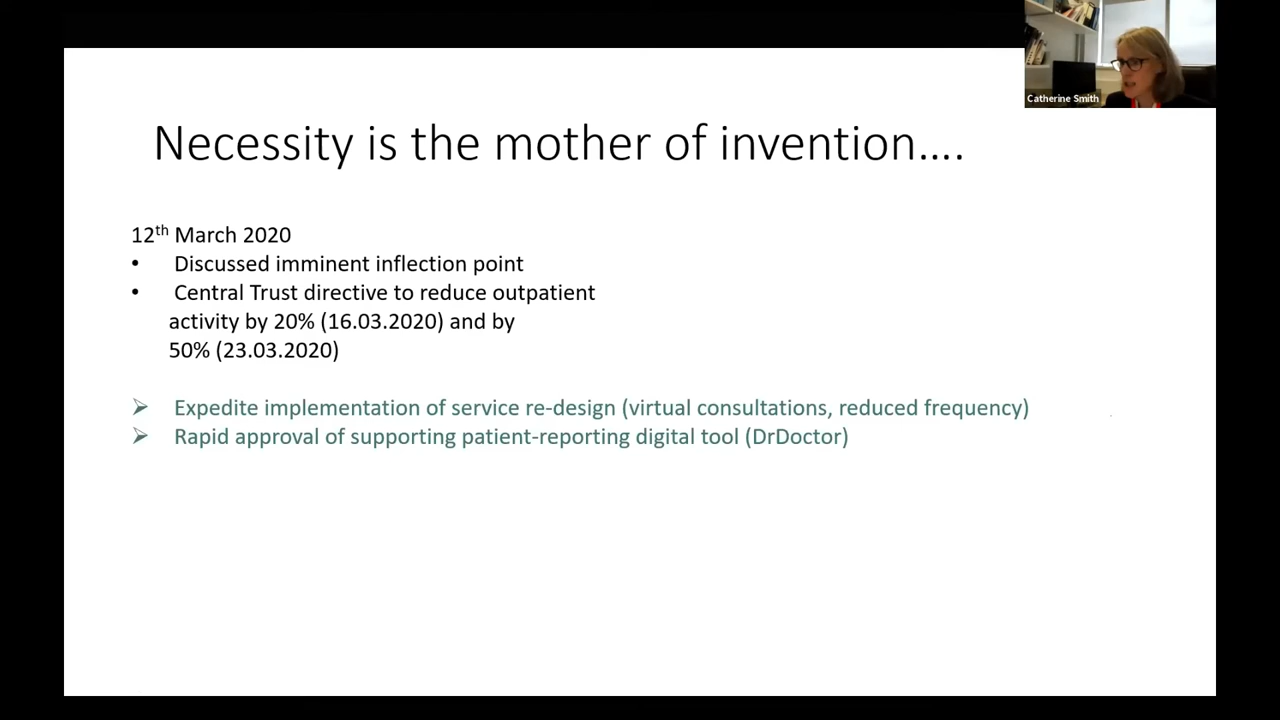 Catherine Smith
Necessity is the mother of invention....
12th March 2020
• Discussed imminent inflection point
• Central Trust directive to reduce outpatient
activity by 20% (16.03.2020) and by
50% (23.03.2020)
➢ Expedite implementation of service re-design (virtual consultations, reduced frequency)
➢ Rapid approval of supporting patient-reporting digital tool (DrDoctor)